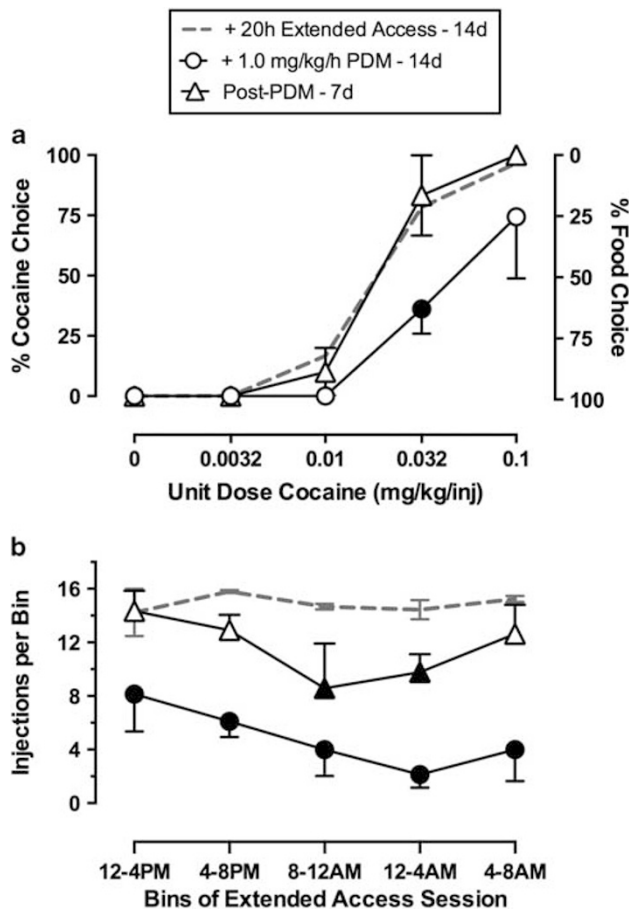 + 20h Extended Access - 14d
+ 1.0 mg/kg/h PDM - 14d
Post-PDM - 7d
a
% Cocaine Choice
100
75
50
25
0
% Food Choice
0
25
50
75
100
0
0.0032
0.01
0.032
0.1
Unit Dose Cocaine (mg/kg/inj)
b
Injections per Bin
16
12
8
4
0
12-4PM
4-8PM
8-12AM
12-4AM
4-8AM
Bins of Extended Access Session